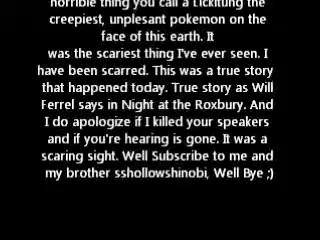 horrible thing you call a Lickitung the
creepiest, unplesant pokemon on the
face of this earth. It
was the scariest thing I've ever seen. I
have been scarred. This was a true story
that happened today. True story as Will
Ferrel says in Night at the Roxbury. And
I do apologize if I killed your speakers
and if you're hearing is gone. It was a
scaring sight. Well Subscribe to me and
my brother sshollowshinobi, Well Bye ;)